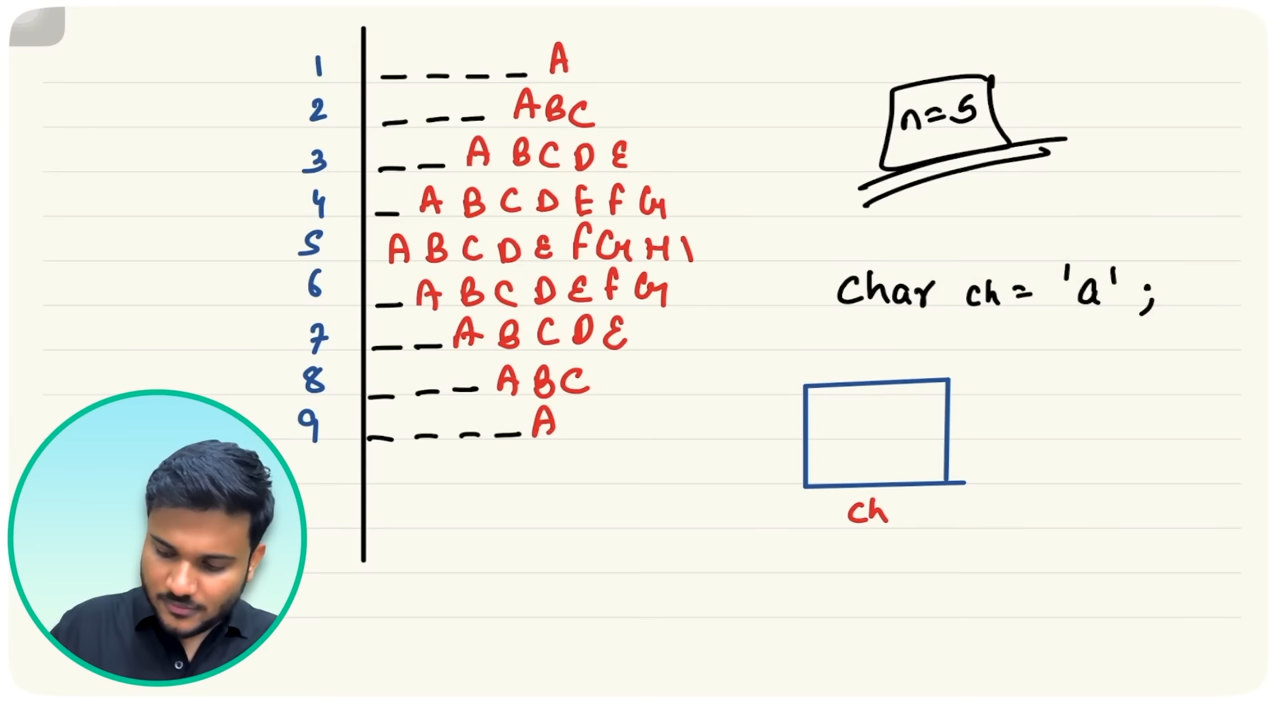 1 _ _ _ _ A
2 _ _ _ ABC
3 _ _ A B C D E
4 _ A B C D E F G
5 A B C D E F G H I
6 _ A B C D E F G
7 _ _ A B C D E
8 _ _ _ A B C
9 _ _ _ _ A
n=5
Char ch = 'a' ;
ch